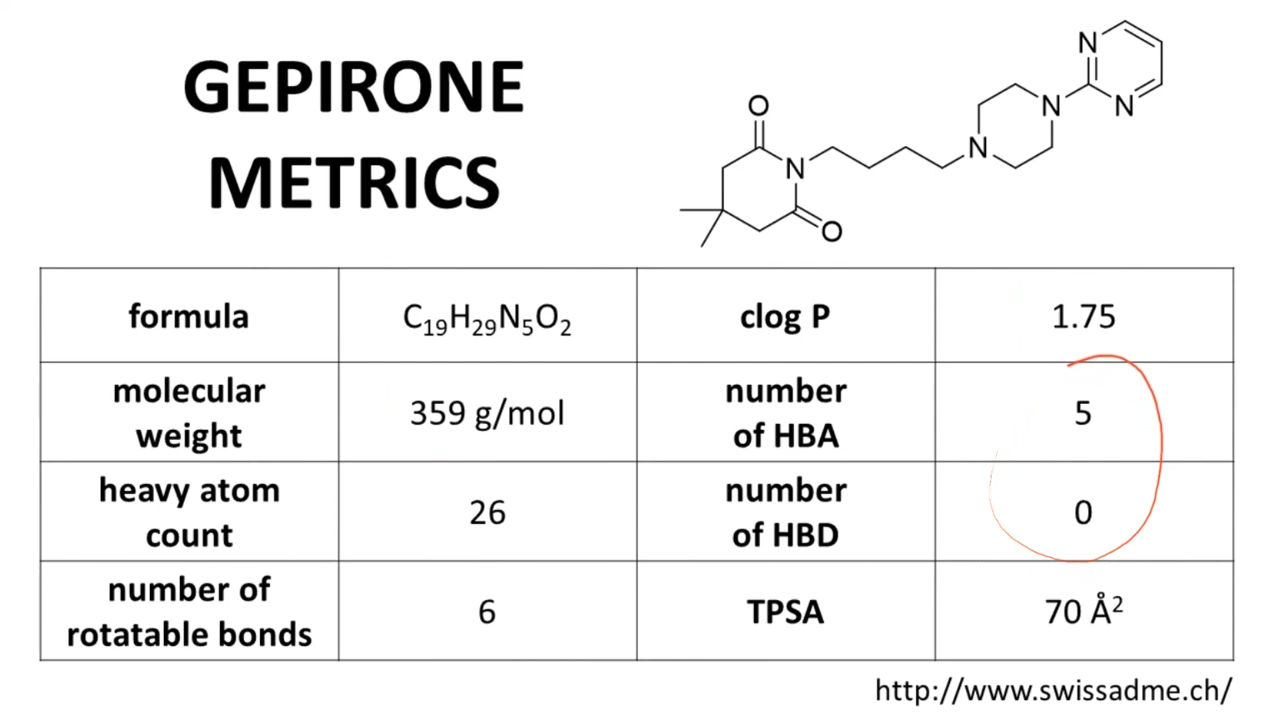 GEPIRONE
METRICS
N
N
N
N
O
N
O
formula
C₁₉H₂₉N₅O₂
clog P
1.75
molecular
weight
359 g/mol
number
of HBA
5
heavy atom
count
26
number
of HBD
0
number of
rotatable bonds
6
TPSA
70 Å²
http://www.swissadme.ch/